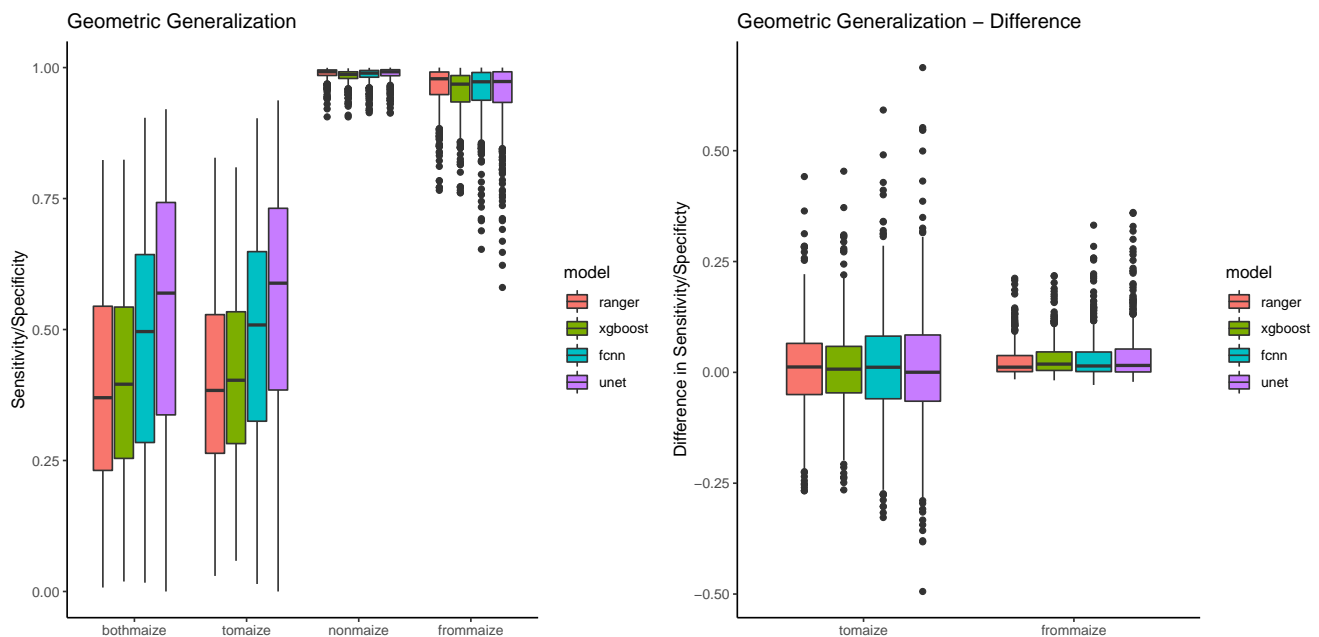 Geometric Generalization
Sensitivity/Specificity
1.00
0.75
0.50
0.25
0.00
bothmaize
tomaize
nonmaize
frommaize
model
ranger
xgboost
fcnn
unet
Geometric Generalization − Difference
Difference in Sensitivity/Specificty
0.50
0.25
0.00
−0.25
−0.50
tomaize
frommaize
model
ranger
xgboost
fcnn
unet